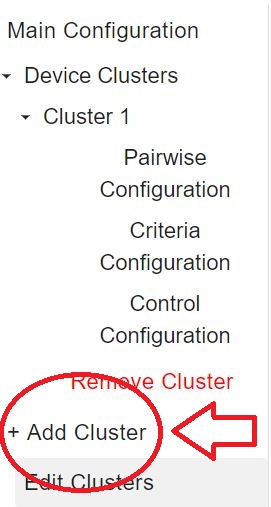 Main Configuration
Device Clusters
Cluster 1
Pairwise
Configuration
Criteria
Configuration
Control
Configuration
Remove Cluster
+ Add Cluster
Edit Clusters